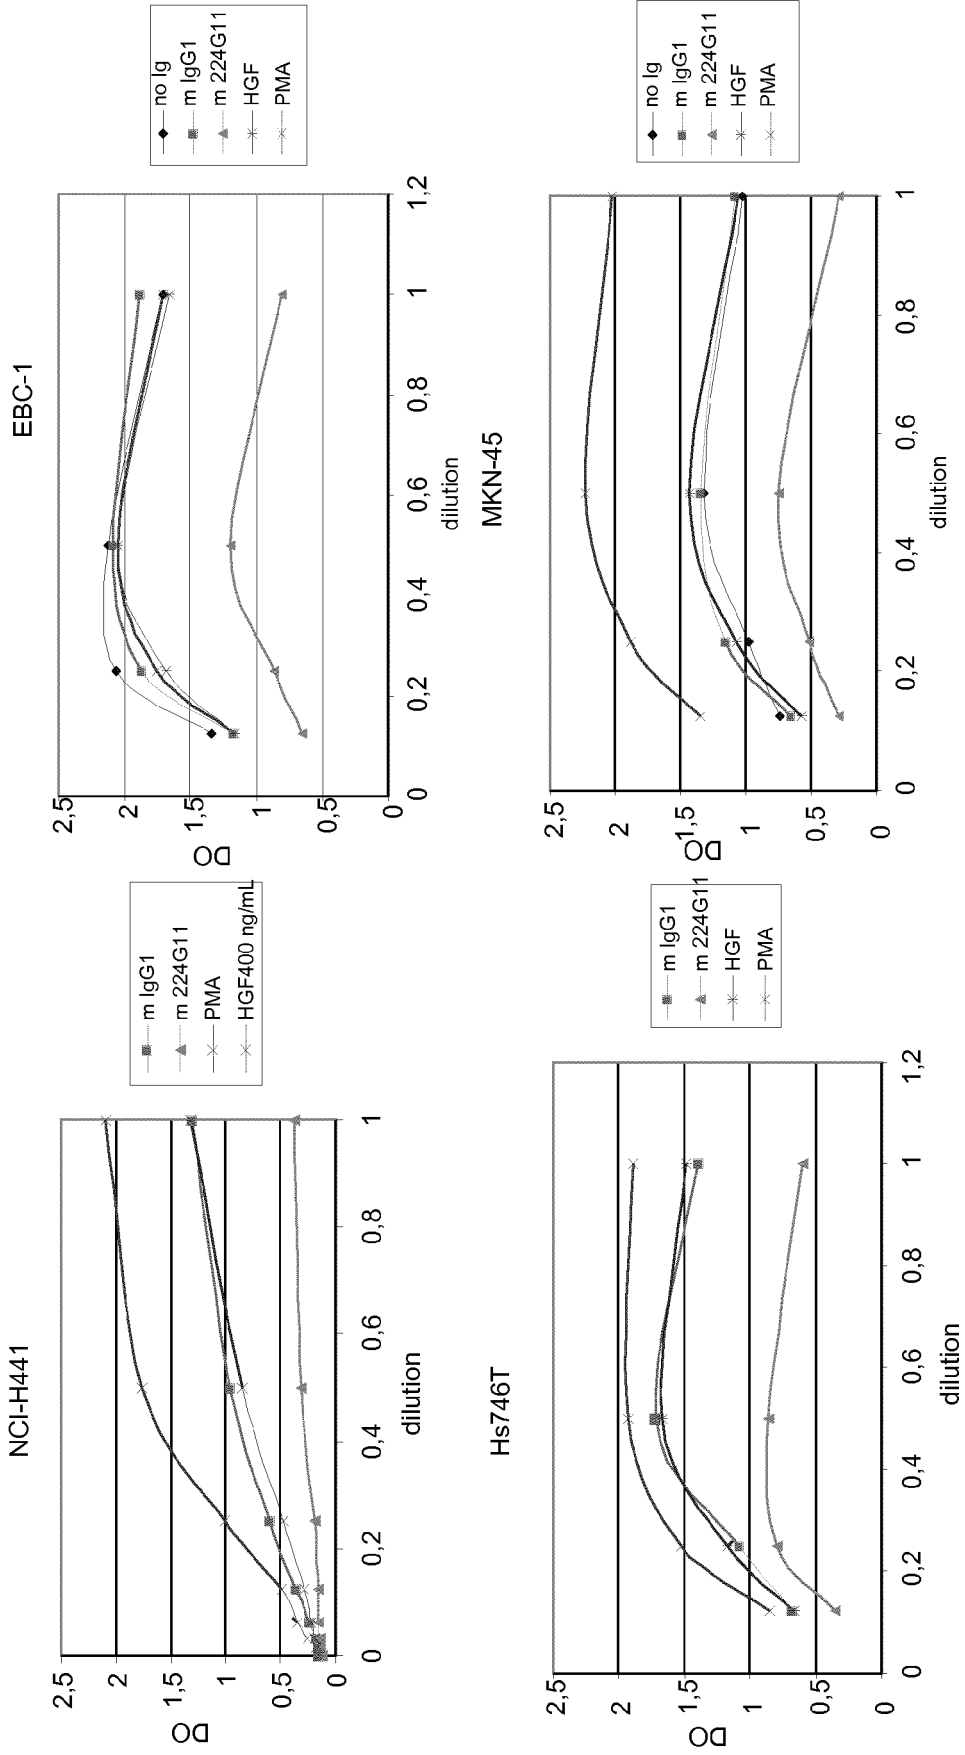 NCI-H441
2,5
2
1,5
1
0,5
0
DO
0
0,2
0,4
0,6
0,8
1
dilution
m IgG1
m 224G11
PMA
HGF400 ng/mL
EBC-1
2,5
2
1,5
1
0,5
0
DO
0
0,2
0,4
0,6
0,8
1
1,2
dilution
no Ig
m IgG1
m 224G11
HGF
PMA
Hs746T
2,5
2
1,5
1
0,5
0
DO
0
0,2
0,4
0,6
0,8
1
1,2
dilution
m IgG1
m 224G11
HGF
PMA
MKN-45
2,5
2
1,5
1
0,5
0
DO
0
0,2
0,4
0,6
0,8
1
dilution
no Ig
m IgG1
m 224G11
HGF
PMA